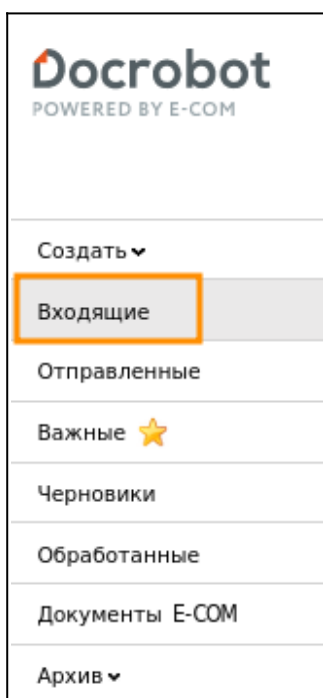 Docrobot
POWERED BY E-COM
Создать
Входящие
Отправленные
Важные
Черновики
Обработанные
Документы E-COM
Архив